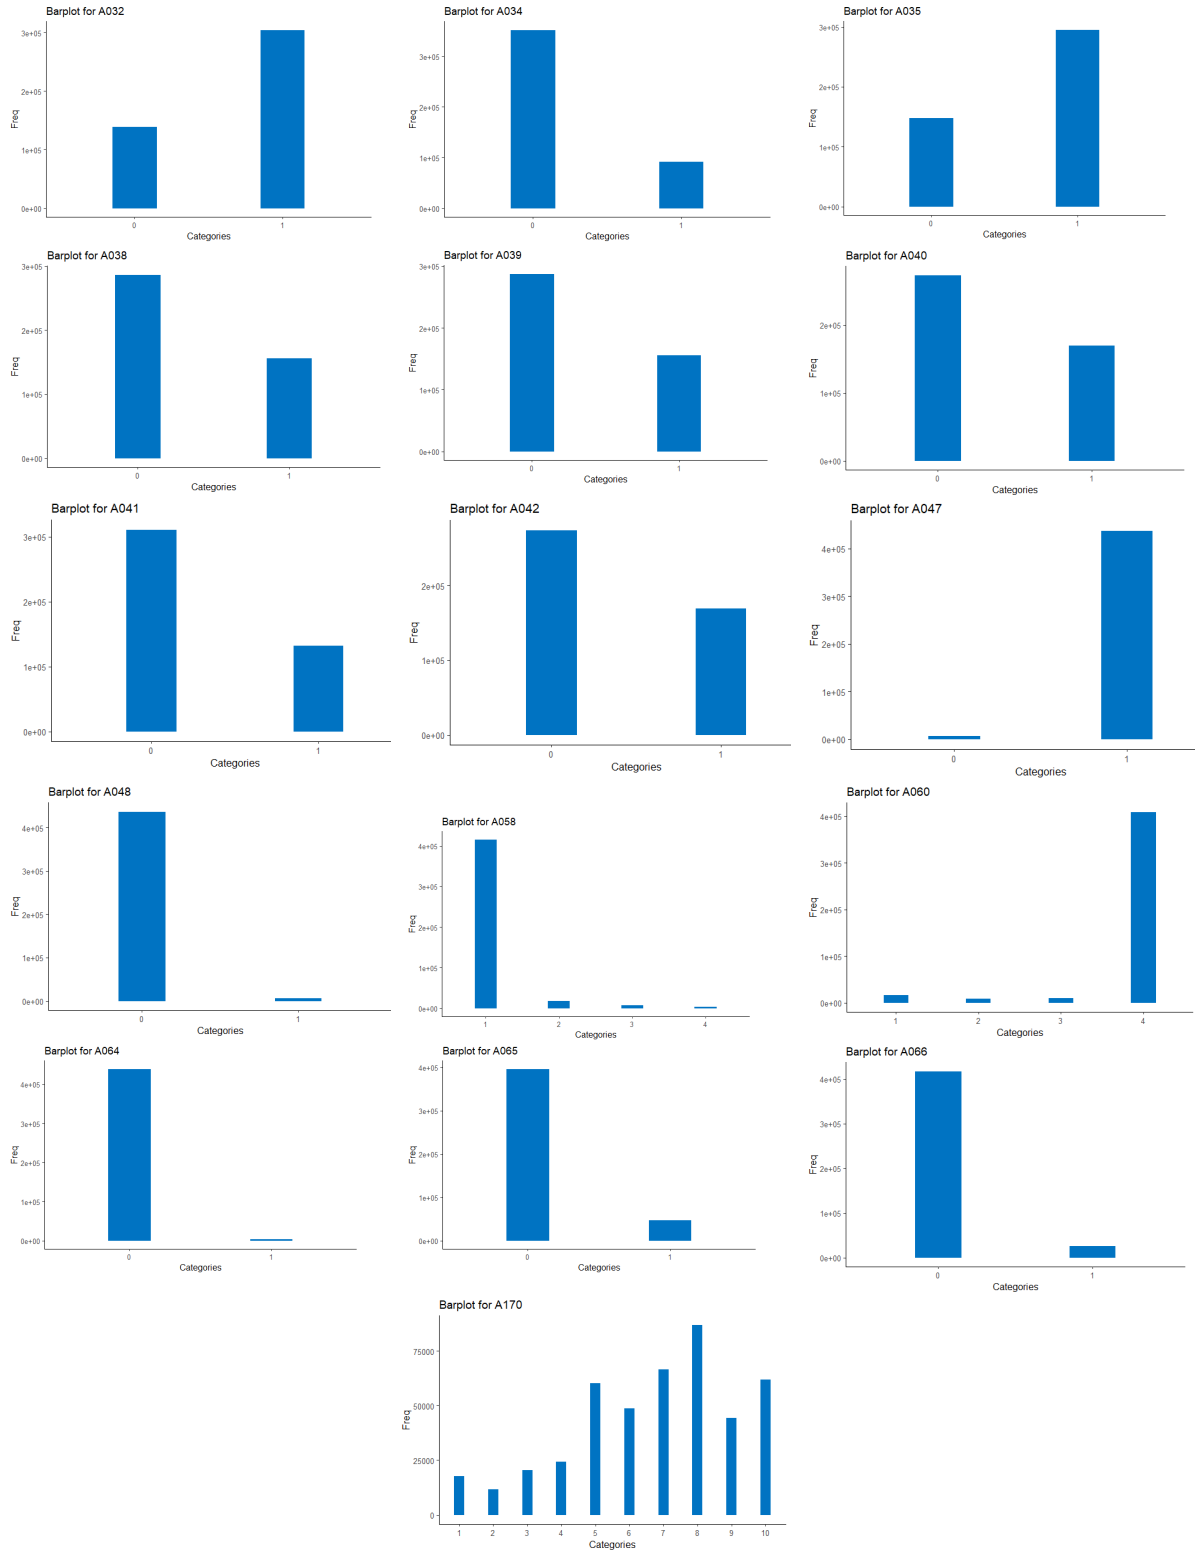 Barplot for A032
3e+05
2e+05
1e+05
0e+00
Freq
0 1
Categories
Barplot for A034
3e+05
2e+05
1e+05
0e+00
Freq
0 1
Categories
Barplot for A035
3e+05
2e+05
1e+05
0e+00
Freq
0 1
Categories
Barplot for A038
3e+05
2e+05
1e+05
0e+00
Freq
0 1
Categories
Barplot for A039
3e+05
2e+05
1e+05
0e+00
Freq
0 1
Categories
Barplot for A040
2e+05
1e+05
0e+00
Freq
0 1
Categories
Barplot for A041
3e+05
2e+05
1e+05
0e+00
Freq
0 1
Categories
Barplot for A042
2e+05
1e+05
0e+00
Freq
0 1
Categories
Barplot for A047
4e+05
3e+05
2e+05
1e+05
0e+00
Freq
0 1
Categories
Barplot for A048
4e+05
3e+05
2e+05
1e+05
0e+00
Freq
0 1
Categories
Barplot for A058
4e+05
3e+05
2e+05
1e+05
0e+00
Freq
1 2 3 4
Categories
Barplot for A060
4e+05
3e+05
2e+05
1e+05
0e+00
Freq
1 2 3 4
Categories
Barplot for A064
4e+05
3e+05
2e+05
1e+05
0e+00
Freq
0 1
Categories
Barplot for A065
4e+05
3e+05
2e+05
1e+05
0e+00
Freq
0 1
Categories
Barplot for A066
4e+05
3e+05
2e+05
1e+05
0e+00
Freq
0 1
Categories
Barplot for A170
75000
50000
25000
0
Freq
1 2 3 4 5 6 7 8 9 10
Categories